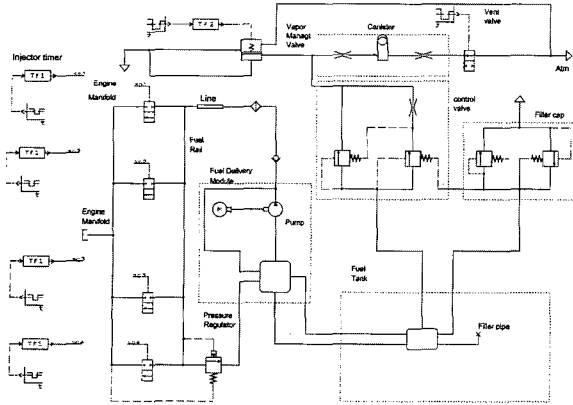 Vapor
Managt
Valve
Canister
Vent
valve
Atm
TF2
Injector timer
TF1
Engine
Manifold
Line
Fuel
Rail
control
valve
Filler cap
TF1
Fuel Delivery
Module
M
Pump
Engine
Manifold
TF1
Fuel
Tank
Pressure
Regulator
Filler pipe